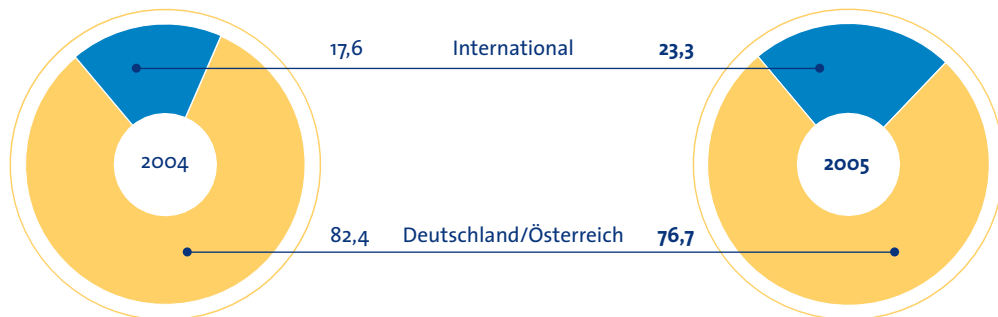 17,6 International 23,3
2004
2005
82,4 Deutschland/Österreich 76,7